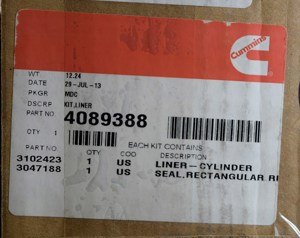 Cummins
WT 12.24
DATE 29-JUL-13
PKGR MDC
DSCRP KIT,LINER
PART NO 4089388
QTY 1
EACH KIT CONTAINS
PART NO QTY COO DESCRIPTION
3102423 1 US LINER-CYLINDER
3047188 1 US SEAL,RECTANGULAR RI